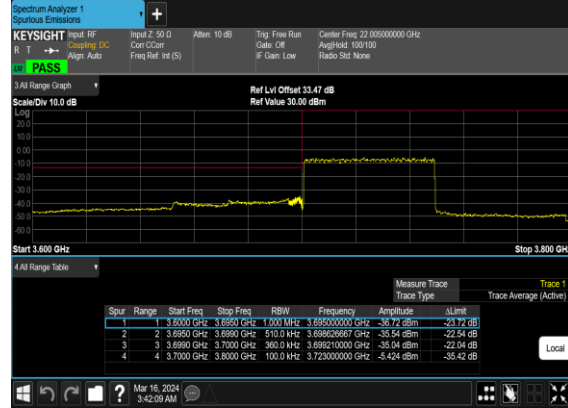 Spectrum Analyzer 1
Spurious Emissions
+
KEYSIGHT Input: RF Input Z: 50 Ω Atten: 10 dB Trig: Free Run Center Freq: 22.005000000 GHz
R T Coupling: DC Corr CCorr Gate: Off Avg|Hold: 100/100
Align: Auto Freq Ref: Int (S) IF Gain: Low Radio Std: None
PASS
3 All Range Graph
Ref Lvl Offset 33.47 dB
Scale/Div 10.0 dB Ref Value 30.00 dBm
Log
20.0
10.0
0.00
-10.0
-20.0
-30.0
-40.0
-50.0
-60.0
Start 3.600 GHz Stop 3.800 GH
4 All Range Table
Measure Trace Trace 1
Trace Type Trace Average (Active)
Spur Range Start Freq Stop Freq RBW Frequency Amplitude ΔLimit
1 1 3.6000 GHz 3.6950 GHz 1.000 MHz 3.695000000 GHz -36.72 dBm -23.72 dB
2 2 3.6950 GHz 3.6990 GHz 510.0 kHz 3.698626667 GHz -35.54 dBm -22.54 dB
3 3 3.6990 GHz 3.7000 GHz 360.0 kHz 3.699210000 GHz -35.04 dBm -22.04 dB
4 4 3.7000 GHz 3.8000 GHz 100.0 kHz 3.723000000 GHz -5.424 dBm -35.42 dB
Local
? Mar 16, 2024
3:42:09 AM